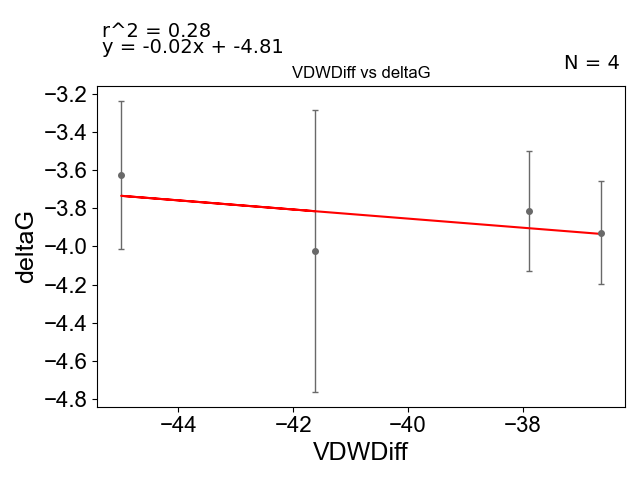 r^2 = 0.28
y = -0.02x + -4.81
N = 4
VDWDiff vs deltaG
−3.2
−3.4
−3.6
−3.8
−4.0
−4.2
−4.4
−4.6
−4.8
deltaG
−44
−42
−40
−38
VDWDiff